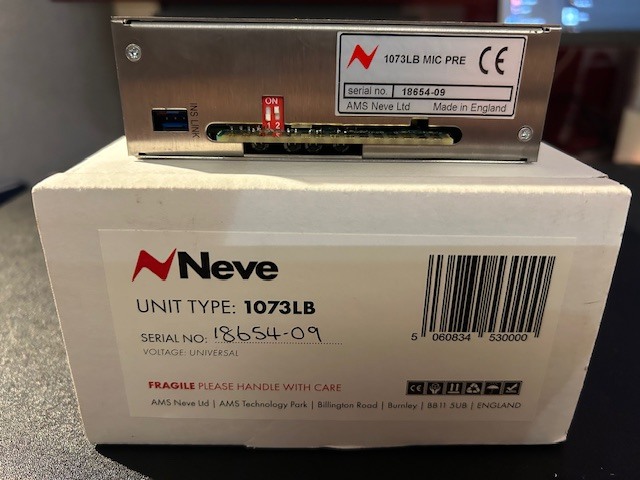 1073LB MIC PRE CE
serial no. 18654-09
AMS Neve Ltd Made in England
INS LINK
ON
1 2
Neve
UNIT TYPE: 1073LB
SERIAL NO: 18654-09
VOLTAGE: UNIVERSAL
5 060834 530000
FRAGILE PLEASE HANDLE WITH CARE
AMS Neve Ltd | AMS Technology Park | Billington Road | Burnley | BB11 5UB | ENGLAND